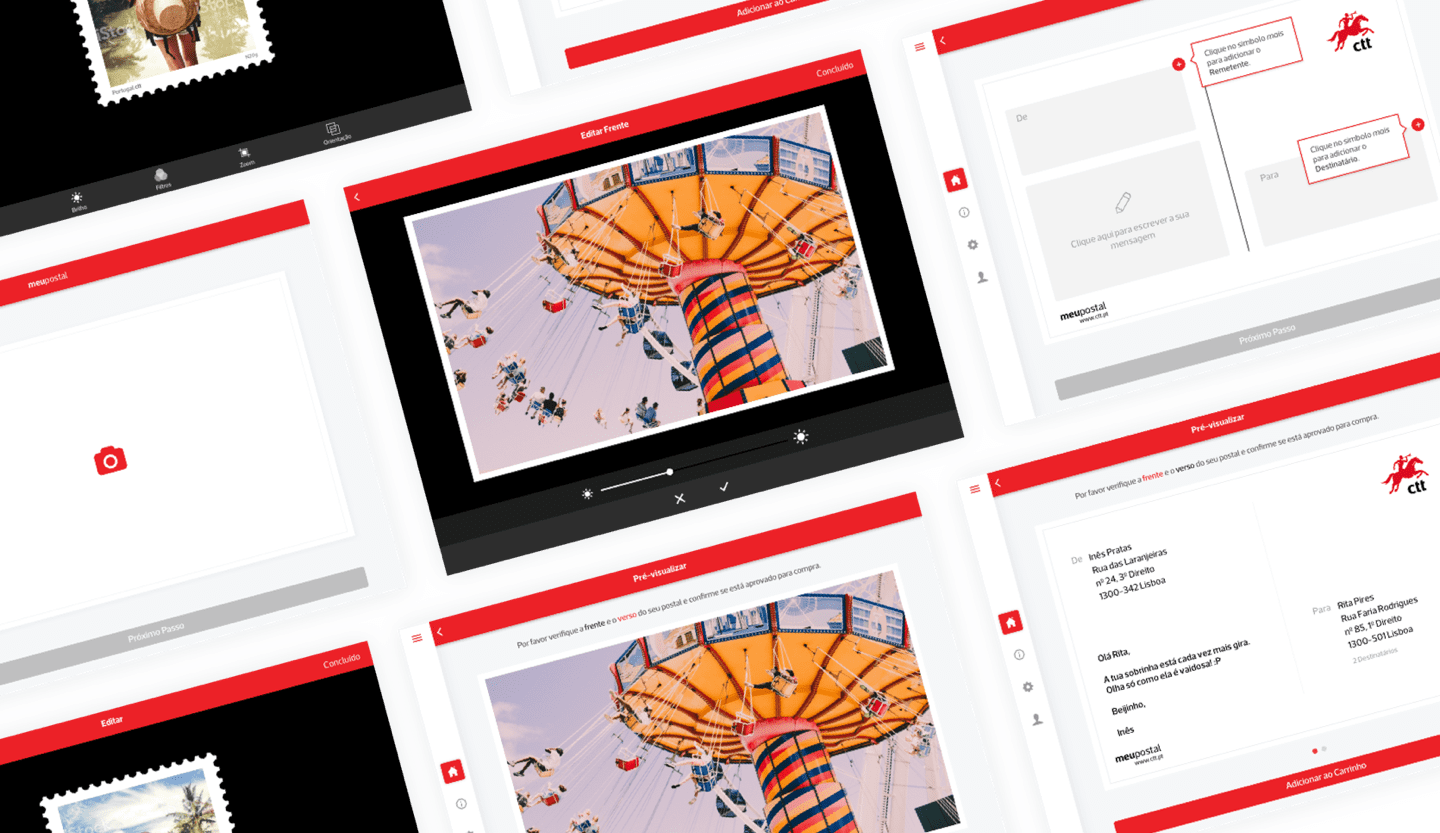 iStock
Portugal ctt
N20g
Brilho
Filtros
Zoom
Orientação
Adicionar ao Carrinho
Editar Frente
Concluído
De
Clique no símbolo mais
para adicionar o
Remetente.
ctt
Clique no símbolo mais
para adicionar o
Destinatário.
Para
Clique aqui para escrever a sua
mensagem
meupostal
www.ctt.pt
Próximo Passo
meupostal
Próximo Passo
Editar
Concluído
Pré-visualizar
Por favor verifique a frente e o verso do seu postal e confirme se está aprovado para compra.
Pré-visualizar
Por favor verifique a frente e o verso do seu postal e confirme se está aprovado para compra.
ctt
De Inês Pratas
Rua das Laranjeiras
nº 24, 3º Direito
1300-342 Lisboa
Para Rita Pires
Rua Faria Rodrigues
nº 85, 1º Direito
1300-501 Lisboa
2 Destinatários
Olá Rita,
A tua sobrinha está cada vez mais gira.
Olha só como ela é vaidosa! :P
Beijinho,
Inês
meupostal
www.ctt.pt
Adicionar ao Carrinho